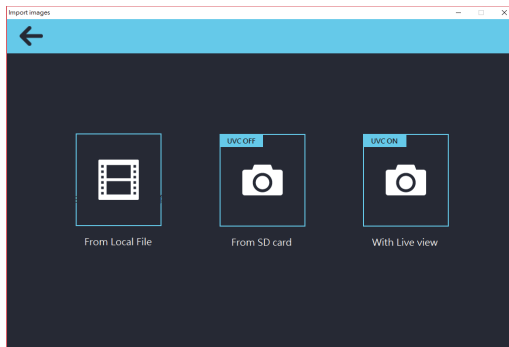 Import images
UVC OFF
UVC ON
From Local File
From SD card
With Live view